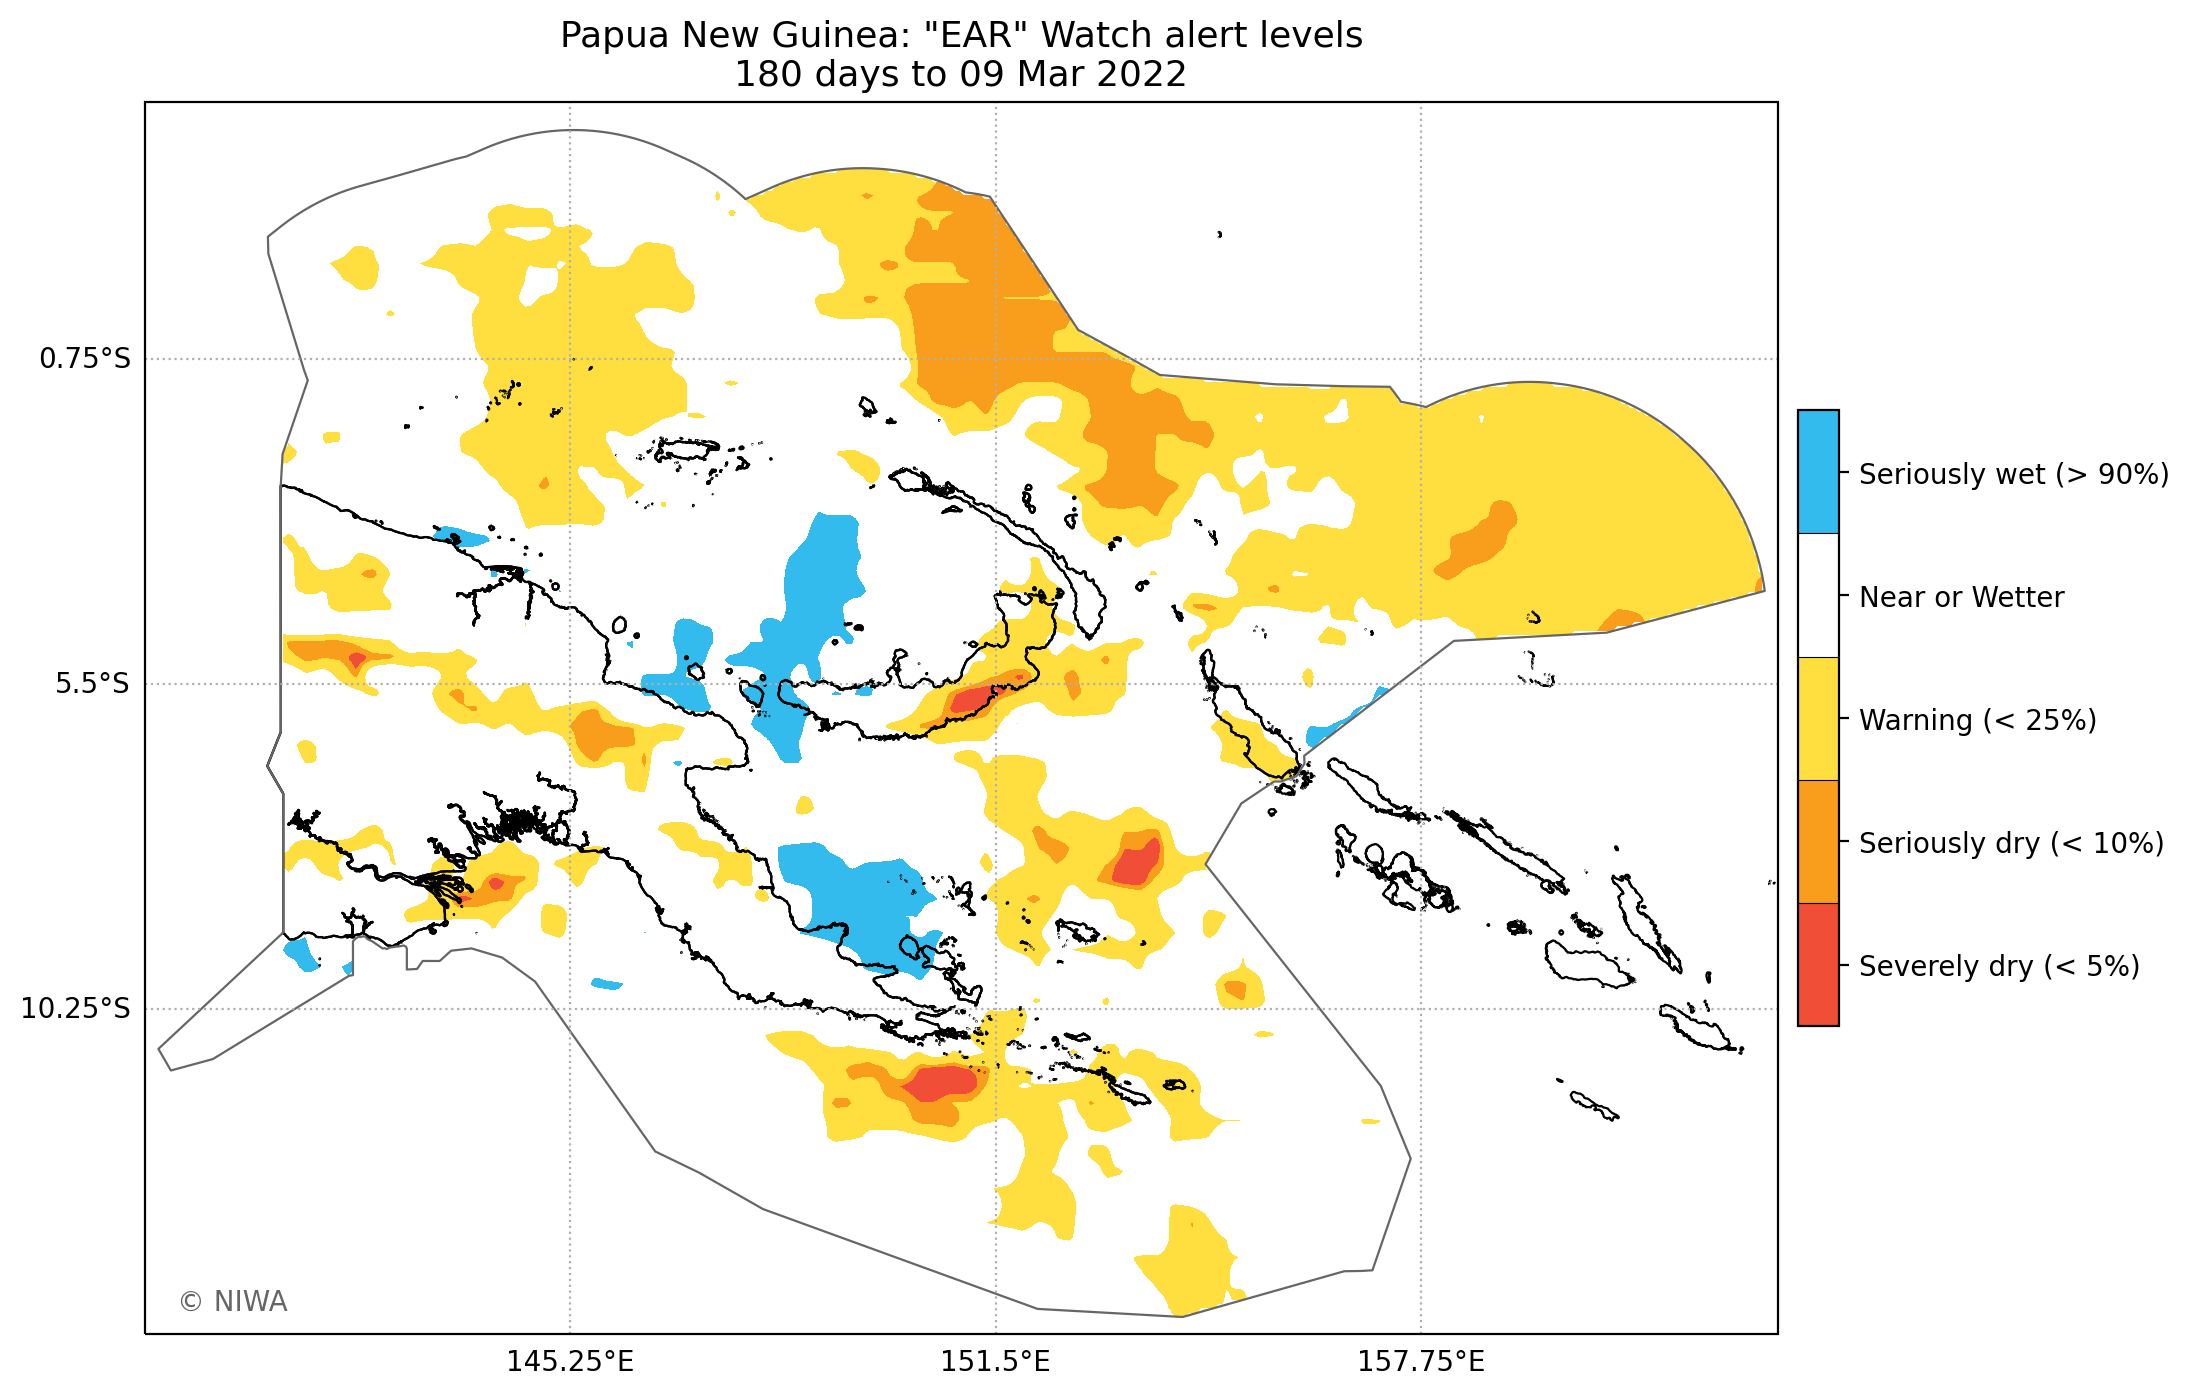 Papua New Guinea: "EAR" Watch alert levels
180 days to 09 Mar 2022
0.75°S
5.5°S
10.25°S
145.25°E
151.5°E
157.75°E
Seriously wet (> 90%)
Near or Wetter
Warning (< 25%)
Seriously dry (< 10%)
Severely dry (< 5%)
© NIWA